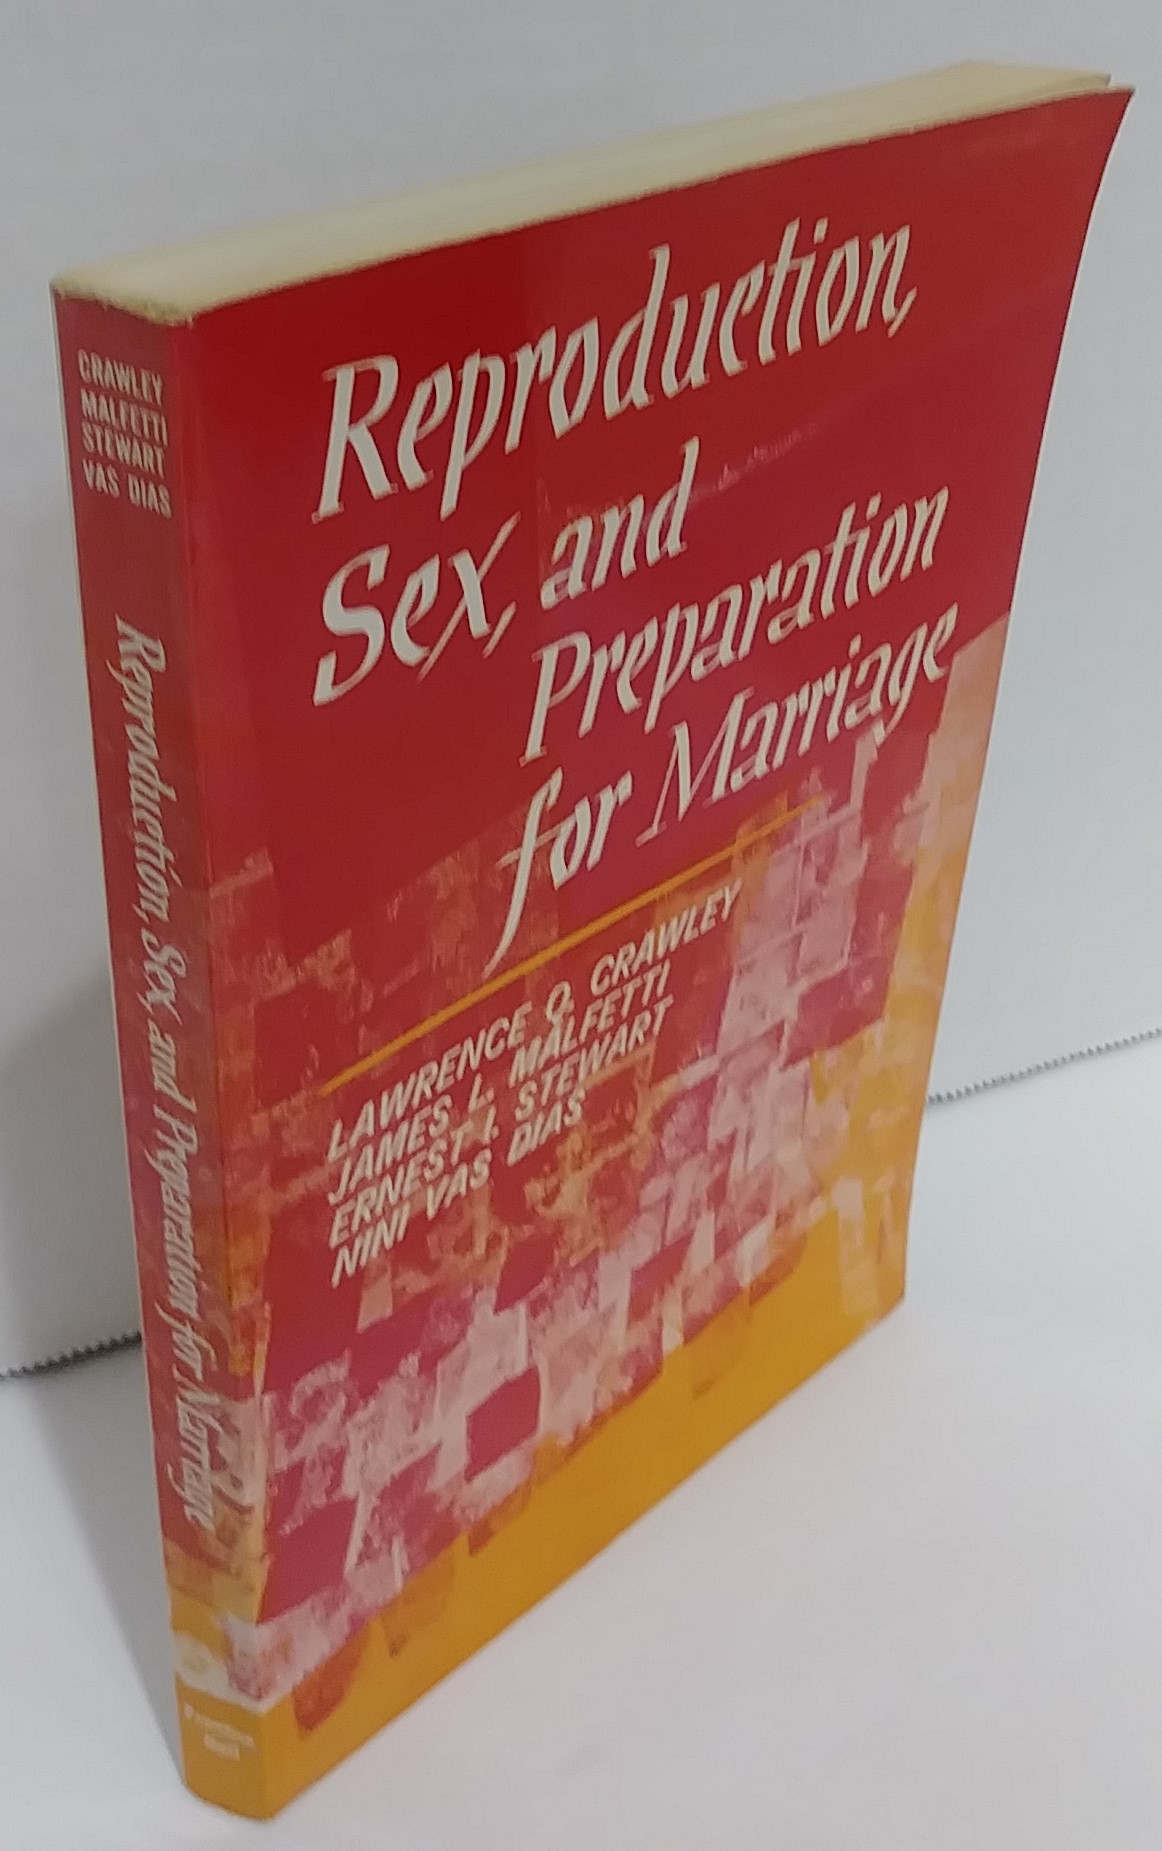 Reproduction,
Sex, and
Preparation
for Marriage
LAWRENCE Q. CRAWLEY
JAMES L. MALFETTI
ERNEST I. STEWART
NINI VAS DIAS
CRAWLEY
MALFETTI
STEWART
VAS DIAS
Reproduction, Sex, and Preparation for Marriage